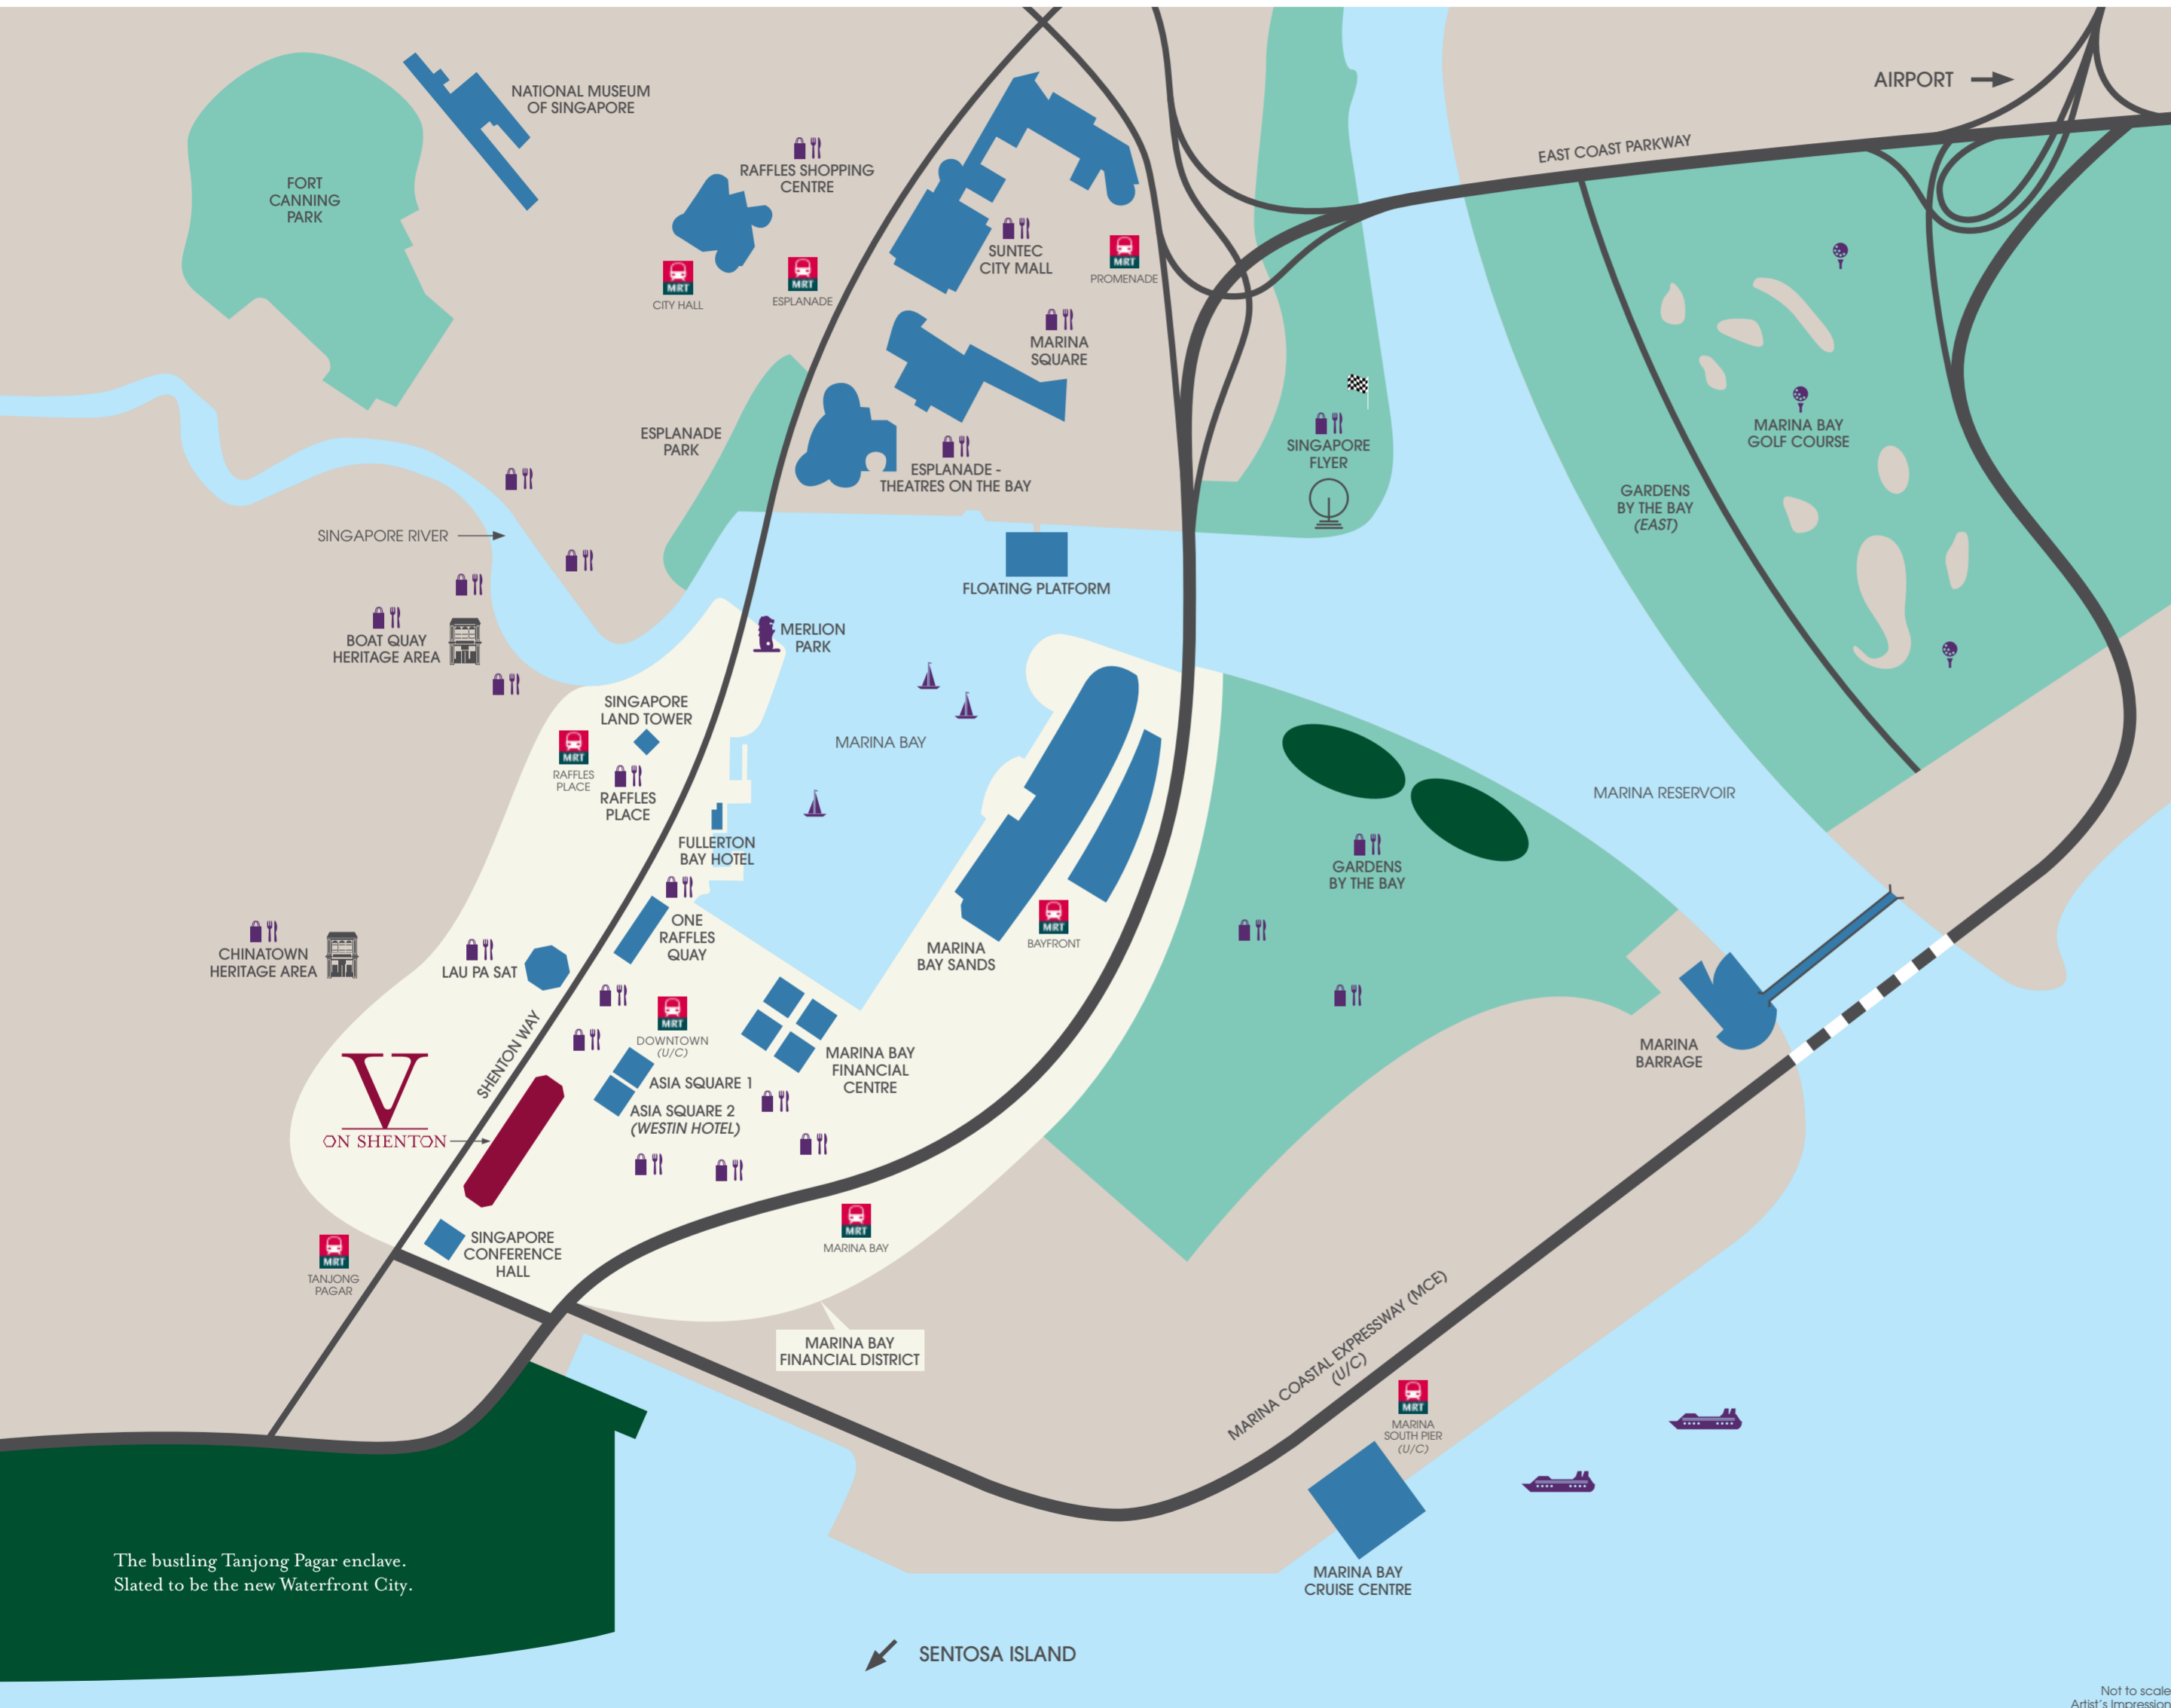 AIRPORT
NATIONAL MUSEUM
OF SINGAPORE
EAST COAST PARKWAY
RAFFLES SHOPPING
CENTRE
FORT
CANNING
PARK
SUNTEC
CITY MALL
MRT
PROMENADE
MRT
CITY HALL
MRT
ESPLANADE
MARINA
SQUARE
MARINA BAY
GOLF COURSE
ESPLANADE
PARK
SINGAPORE
FLYER
ESPLANADE -
THEATRES ON THE BAY
GARDENS
BY THE BAY
(EAST)
SINGAPORE RIVER
FLOATING PLATFORM
BOAT QUAY
HERITAGE AREA
MERLION
PARK
SINGAPORE
LAND TOWER
MARINA BAY
MRT
RAFFLES
PLACE
RAFFLES
PLACE
MARINA RESERVOIR
FULLERTON
BAY HOTEL
GARDENS
BY THE BAY
ONE
RAFFLES
QUAY
MARINA
BAY SANDS
MRT
BAYFRONT
CHINATOWN
HERITAGE AREA
LAU PA SAT
MRT
DOWNTOWN
(U/C)
SHENTON WAY
MARINA BAY
FINANCIAL
CENTRE
MARINA
BARRAGE
ASIA SQUARE 1
ASIA SQUARE 2
(WESTIN HOTEL)
V
ON SHENTON
SINGAPORE
CONFERENCE
HALL
MRT
MARINA BAY
MRT
TANJONG
PAGAR
MARINA BAY
FINANCIAL DISTRICT
MARINA COASTAL EXPRESSWAY (MCE)
(U/C)
MRT
MARINA
SOUTH PIER
(U/C)
The bustling Tanjong Pagar enclave.
Slated to be the new Waterfront City.
MARINA BAY
CRUISE CENTRE
SENTOSA ISLAND
Not to scale
Artist's Impression